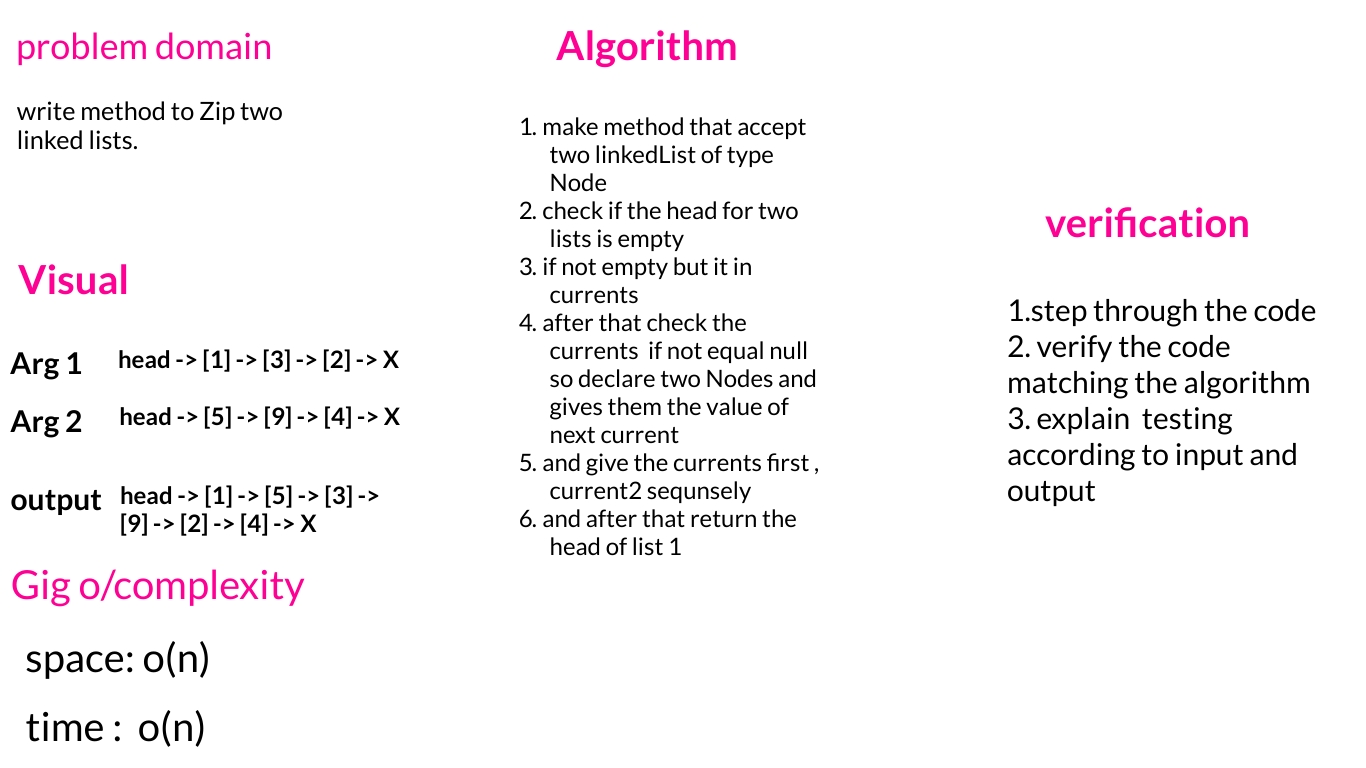 problem domain
write method to Zip two
linked lists.
Visual
Arg 1 head -> [1] -> [3] -> [2] -> X
Arg 2 head -> [5] -> [9] -> [4] -> X
output head -> [1] -> [5] -> [3] ->
[9] -> [2] -> [4] -> X
Gig o/complexity
space: o(n)
time : o(n)
Algorithm
1. make method that accept
two linkedList of type
Node
2. check if the head for two
lists is empty
3. if not empty but it in
currents
4. after that check the
currents if not equal null
so declare two Nodes and
gives them the value of
next current
5. and give the currents first ,
current2 sequnsely
6. and after that return the
head of list 1
verification
1.step through the code
2. verify the code
matching the algorithm
3. explain testing
according to input and
output